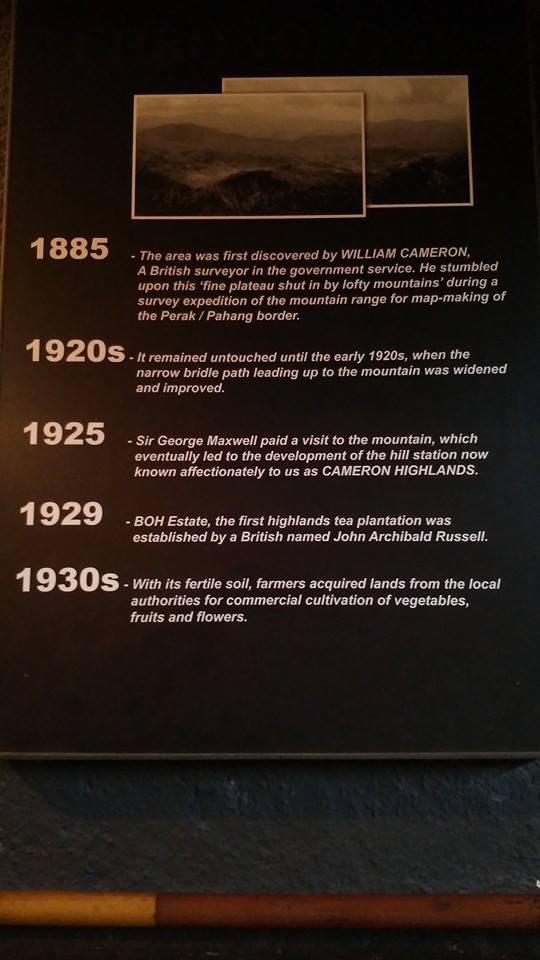 1885 - The area was first discovered by WILLIAM CAMERON,
A British surveyor in the government service. He stumbled
upon this 'fine plateau shut in by lofty mountains' during a
survey expedition of the mountain range for map-making of
the Perak / Pahang border.
1920s - It remained untouched until the early 1920s, when the
narrow bridle path leading up to the mountain was widened
and improved.
1925 - Sir George Maxwell paid a visit to the mountain, which
eventually led to the development of the hill station now
known affectionately to us as CAMERON HIGHLANDS.
1929 - BOH Estate, the first highlands tea plantation was
established by a British named John Archibald Russell.
1930s - With its fertile soil, farmers acquired lands from the local
authorities for commercial cultivation of vegetables,
fruits and flowers.